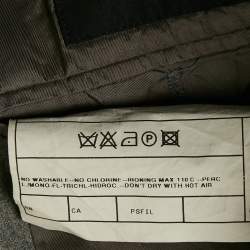 NO WASHABLE--NO CHLORINE--IRONING MAX 110 C --PERC
L./MONO-FL-TRICHL-HIDROC.--DON'T DRY WITH HOT AIR
CA PSFIL